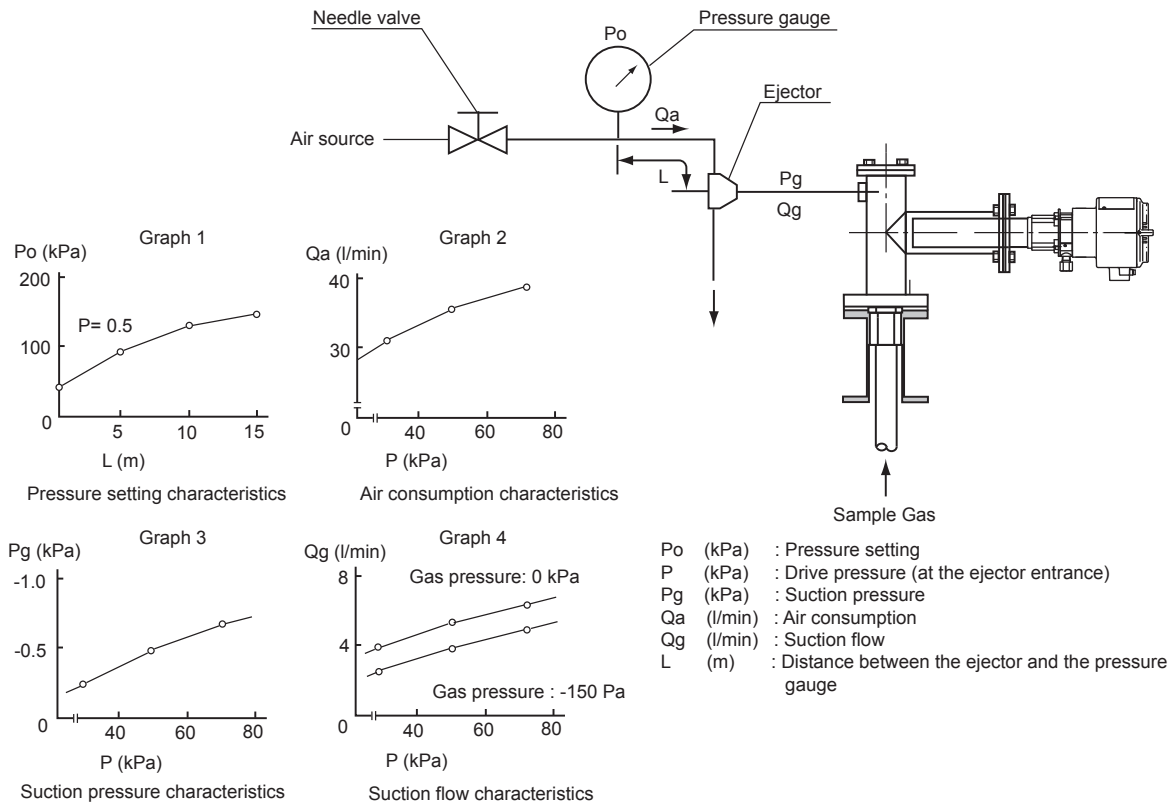 Needle valve
Pressure gauge
Po
Ejector
Qa
Air source
L
Pg
Qg
Sample Gas
Graph 1
Po (kPa)
200
100
0
P= 0.5
5 10 15
L (m)
Pressure setting characteristics
Graph 2
Qa (l/min)
40
30
0
40 60 80
P (kPa)
Air consumption characteristics
Graph 3
Pg (kPa)
-1.0
-0.5
0
40 60 80
P (kPa)
Suction pressure characteristics
Graph 4
Qg (l/min)
8
4
0
Gas pressure: 0 kPa
Gas pressure : -150 Pa
40 60 80
P (kPa)
Suction flow characteristics
Po (kPa) : Pressure setting
P (kPa) : Drive pressure (at the ejector entrance)
Pg (kPa) : Suction pressure
Qa (l/min) : Air consumption
Qg (l/min) : Suction flow
L (m) : Distance between the ejector and the pressure
gauge